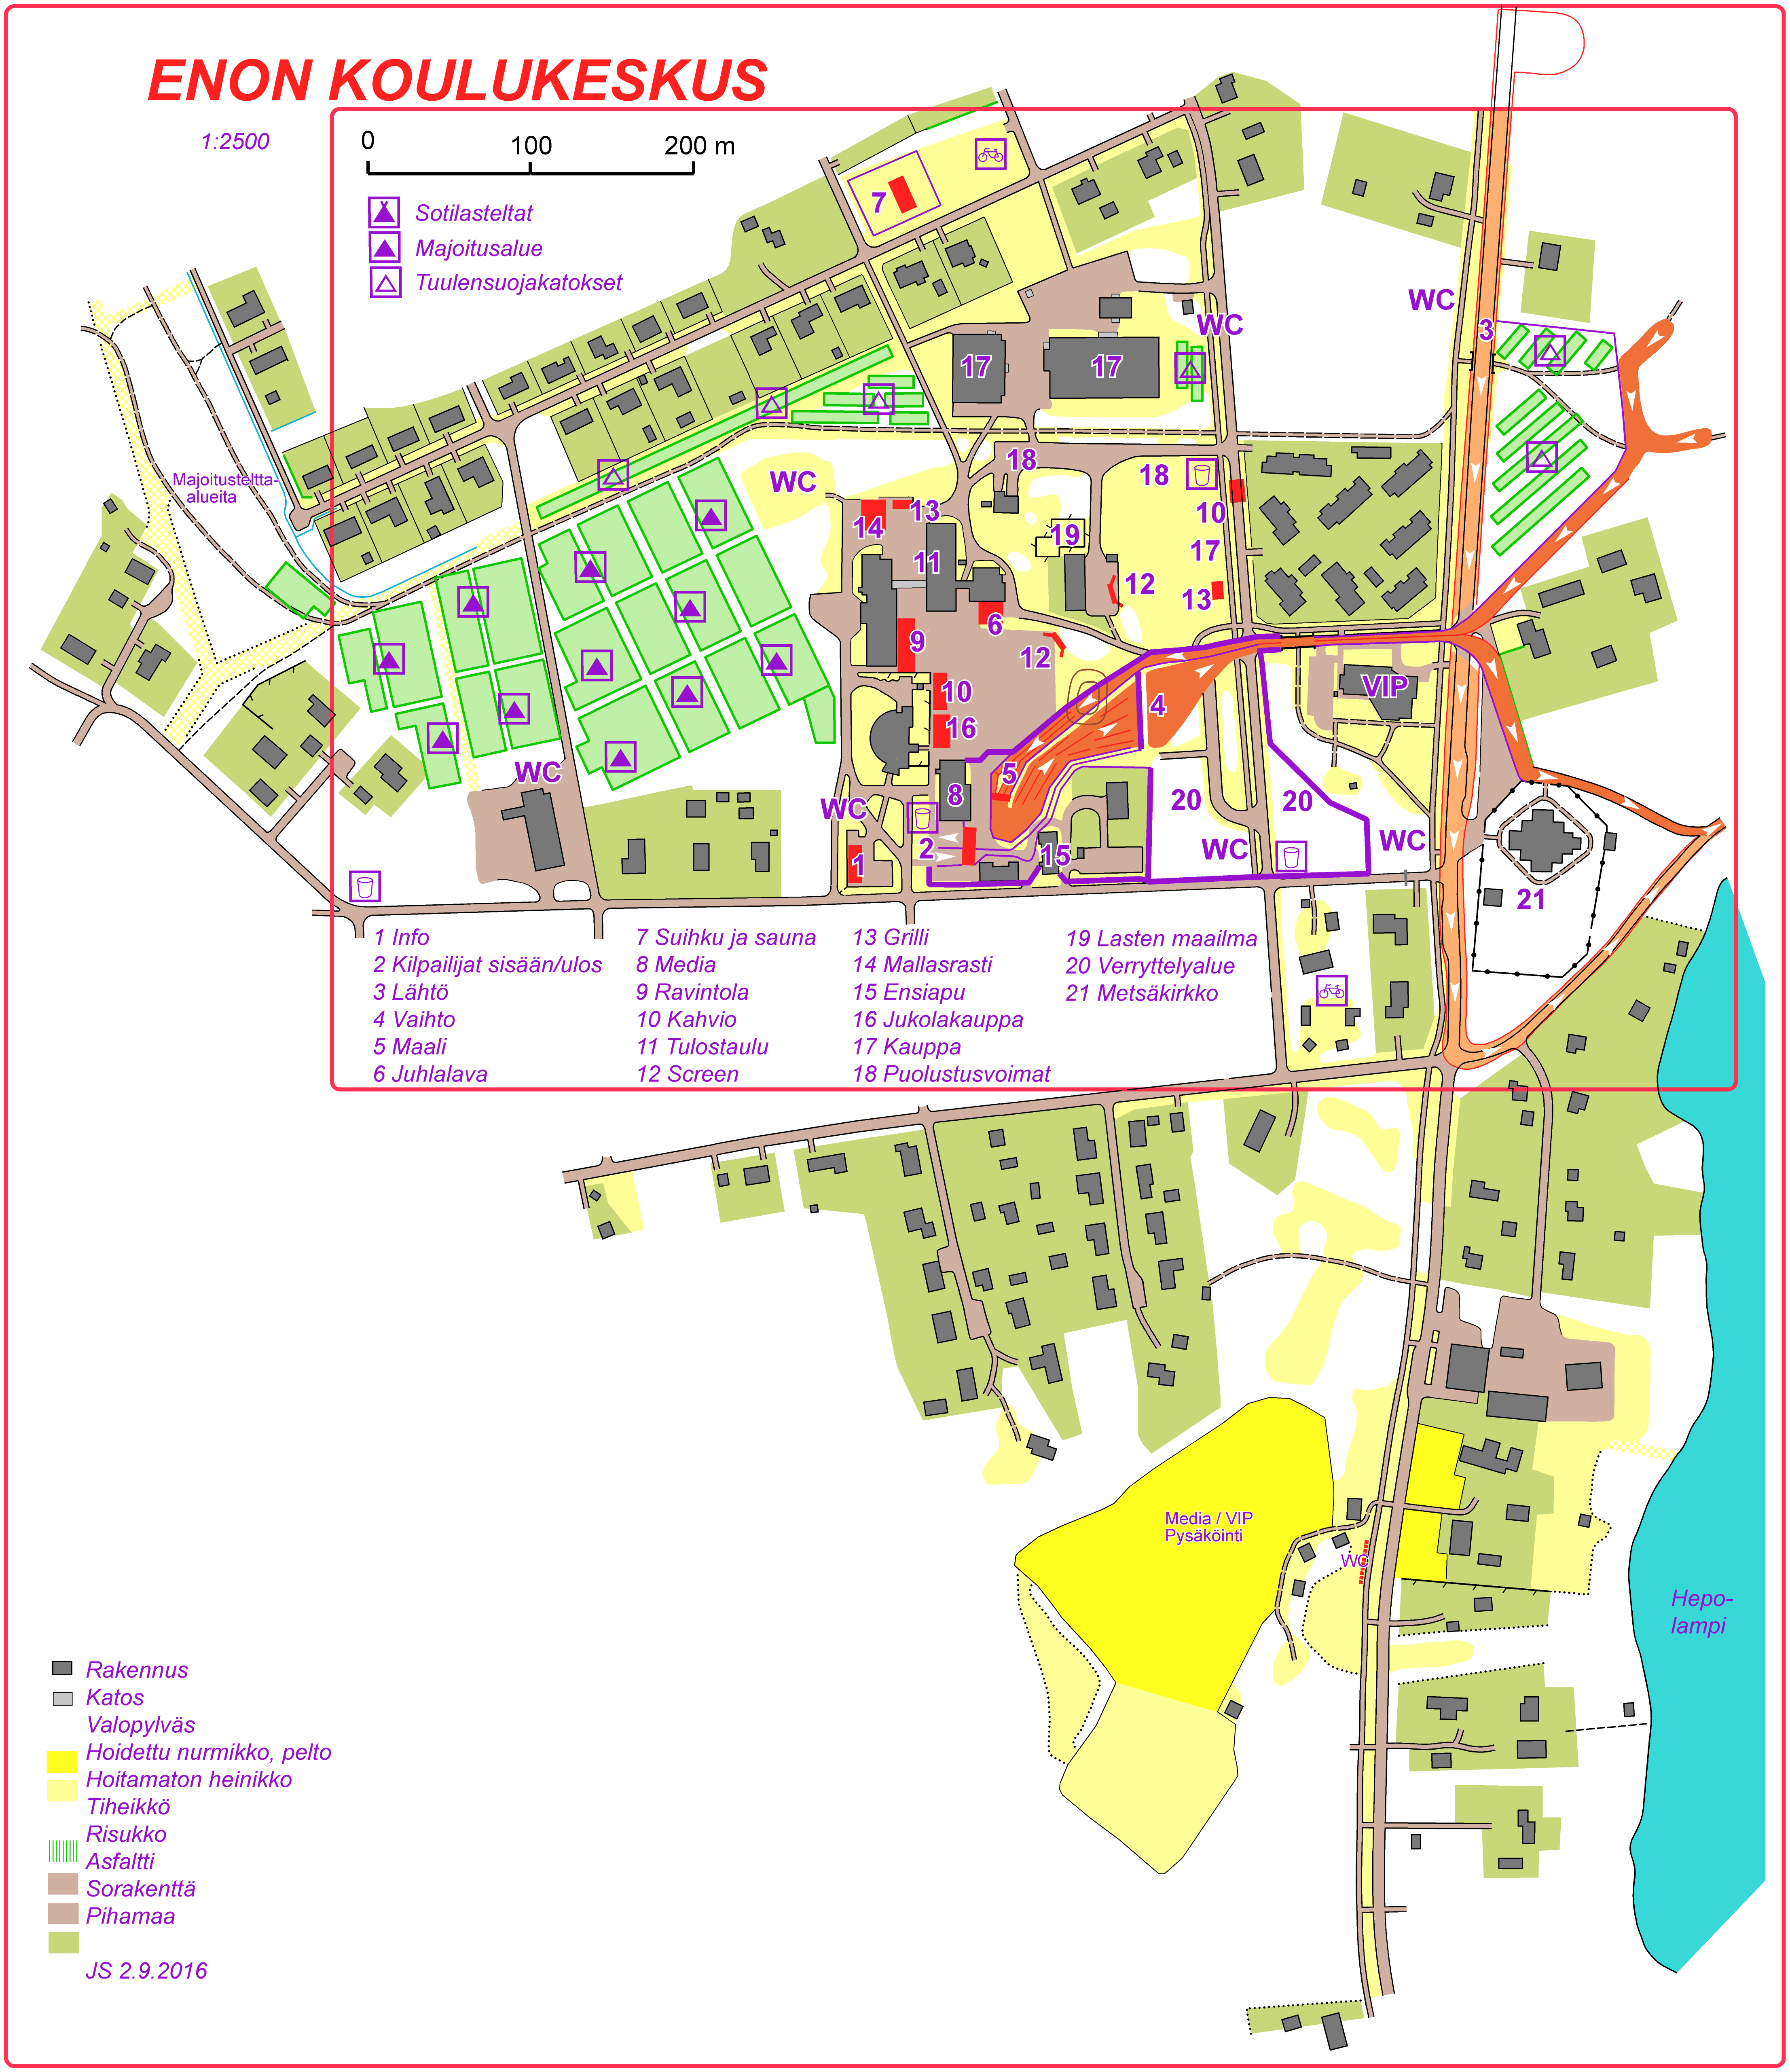 ENON KOULUKESKUS
1:2500
0 100 200 m
Sotilasteltat
Majoitusalue
Tuulensuojakatokset
7
WC
WC
3
17
17
Majoitusteltta-
alueita
WC
18
18
14
13
10
11
19
17
12
13
6
9
12
10
VIP
4
16
WC
5
8
20
20
WC
2
15
WC
WC
1
21
1 Info
2 Kilpailijat sisään/ulos
3 Lähtö
4 Vaihto
5 Maali
6 Juhlalava
7 Suihku ja sauna
8 Media
9 Ravintola
10 Kahvio
11 Tulostaulu
12 Screen
13 Grilli
14 Mallasrasti
15 Ensiapu
16 Jukolakauppa
17 Kauppa
18 Puolustusvoimat
19 Lasten maailma
20 Verryttelyalue
21 Metsäkirkko
Media / VIP
Pysäköinti
WC
Hepo-
lampi
Rakennus
Katos
Valopylväs
Hoidettu nurmikko, pelto
Hoitamaton heinikko
Tiheikkö
Risukko
Asfaltti
Sorakenttä
Pihamaa
JS 2.9.2016